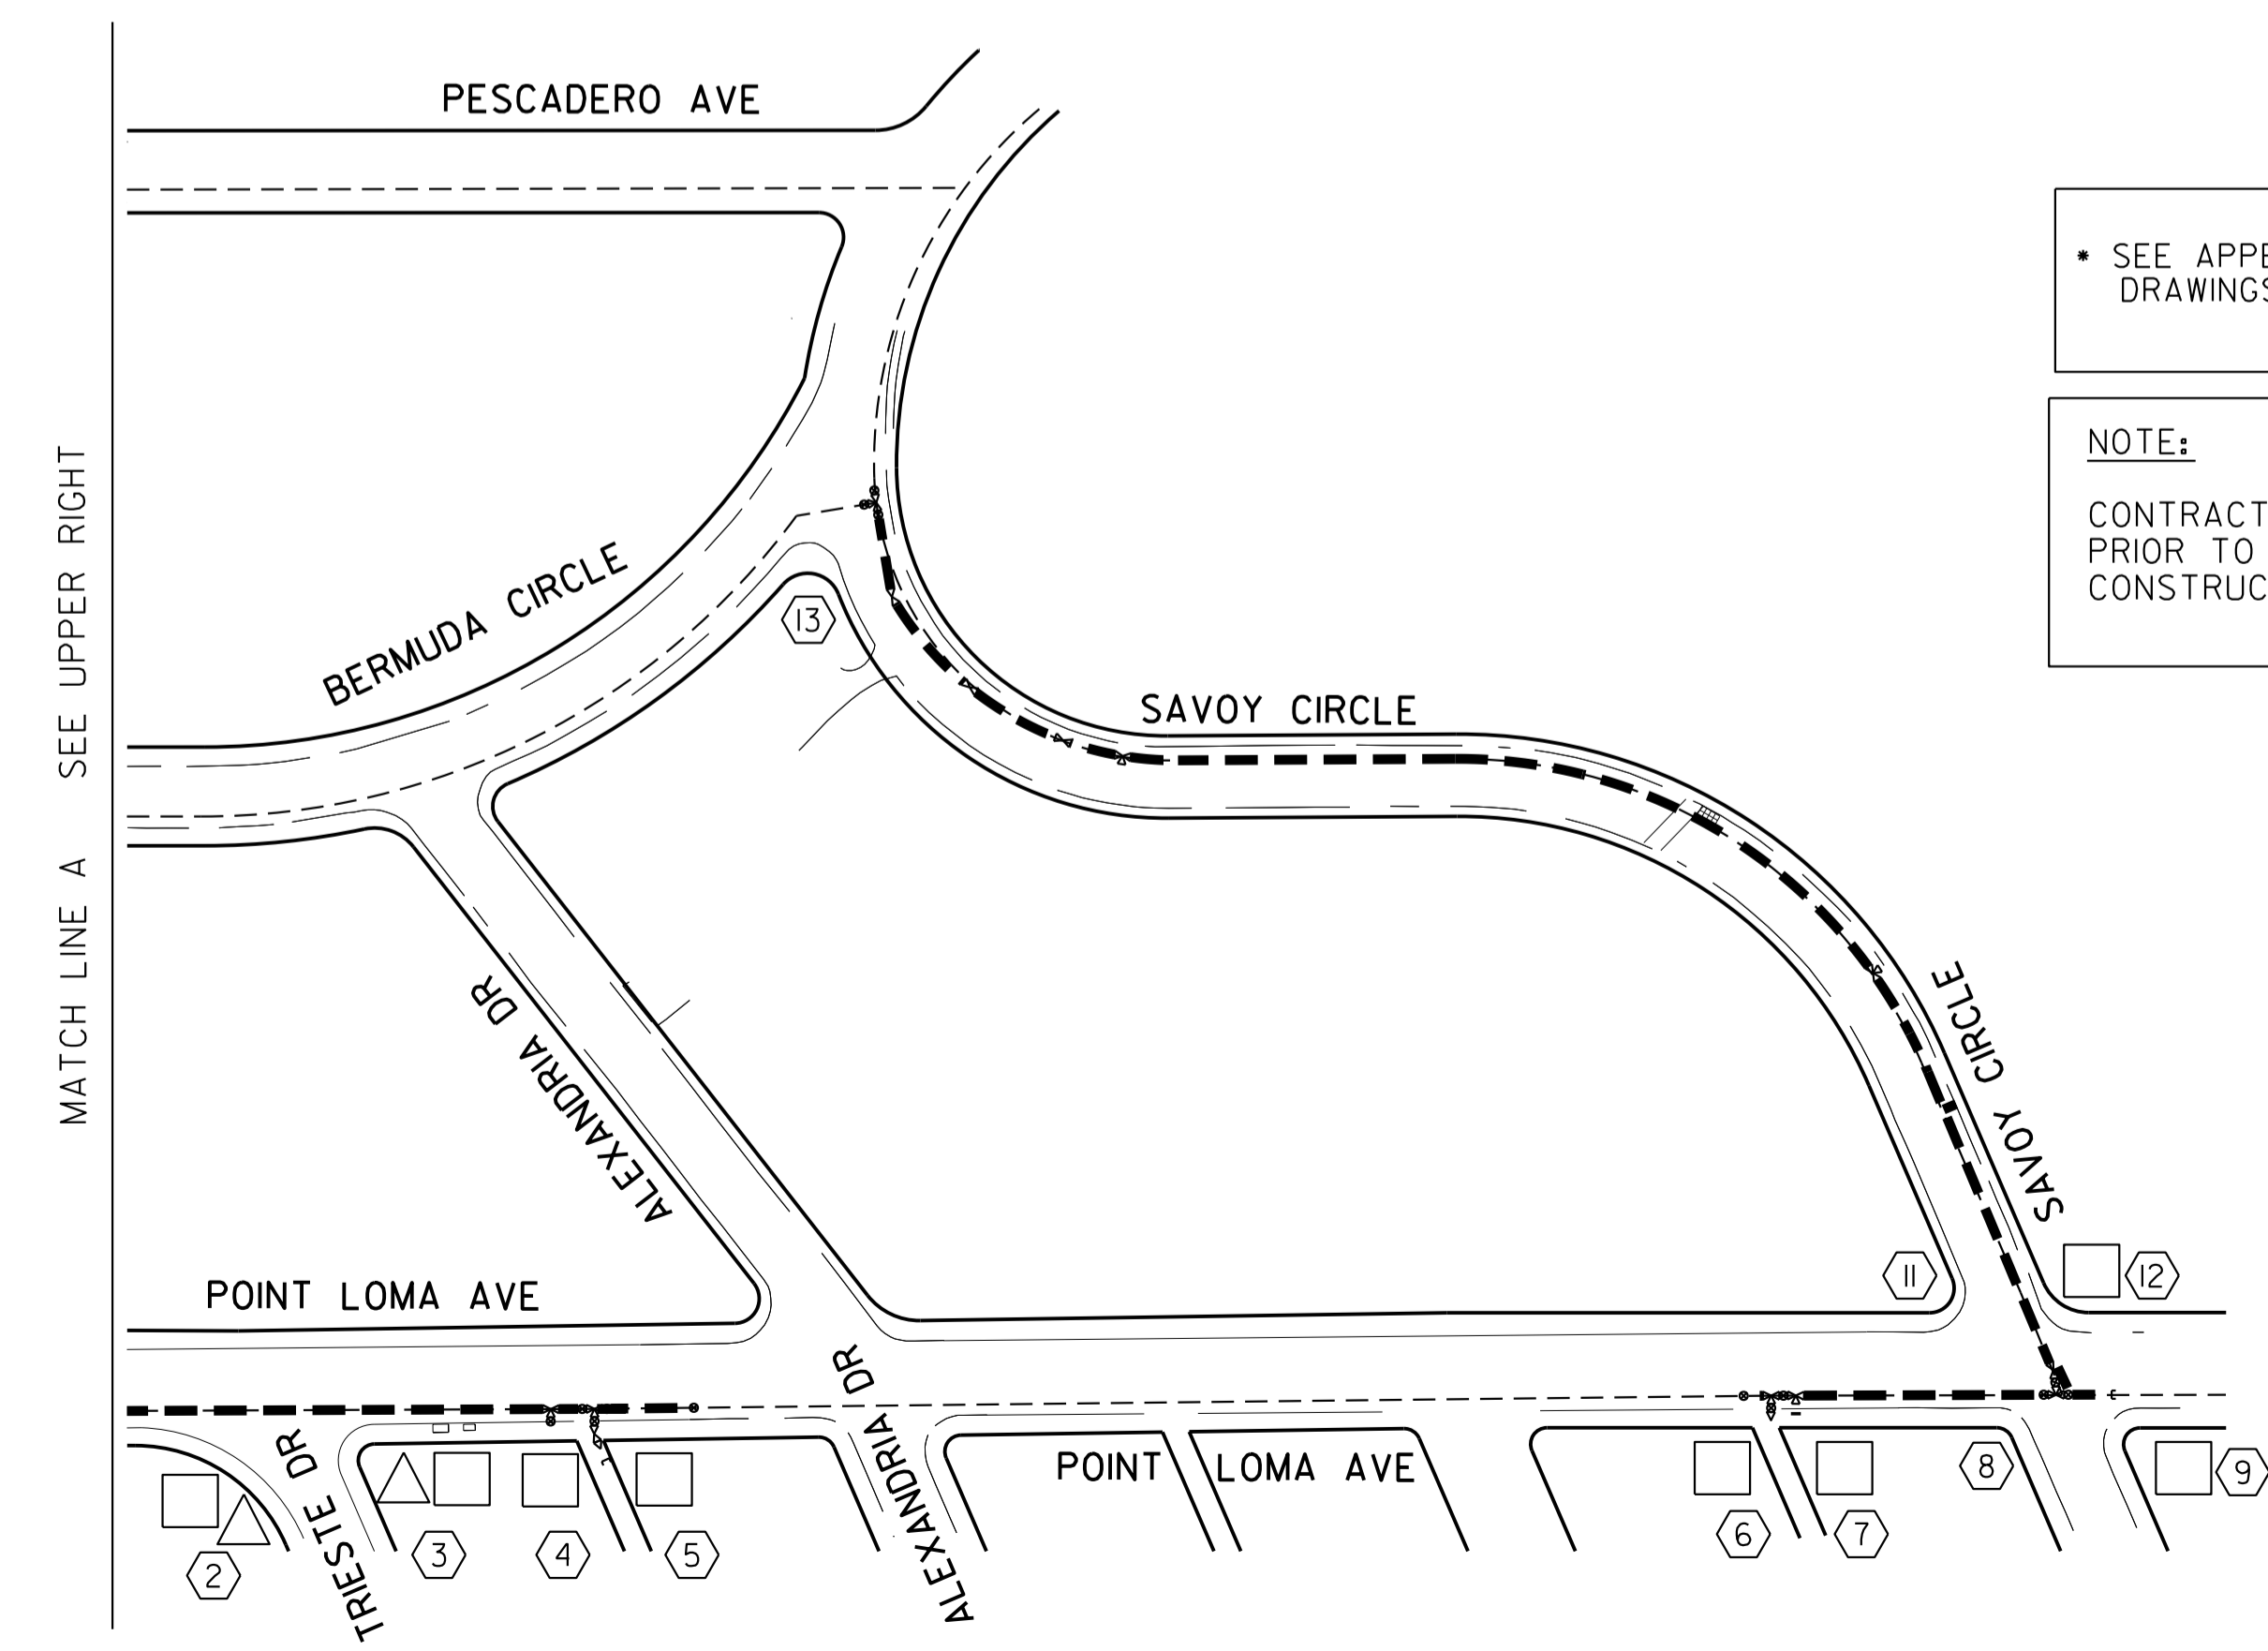 PESCADERO AVE
* SEE APPE
DRAWINGS
NOTE:
CONTRACT
PRIOR TO
CONSTRUC
MATCH LINE A SEE UPPER RIGHT
BERMUDA CIRCLE
13
SAVOY CIRCLE
ALEXANDRIA DR
SAVOY CIRCLE
POINT LOMA AVE
11
12
ALEXANDRIA DR
TRIESTE DR
POINT LOMA AVE
2
3
4
5
6
7
8
9